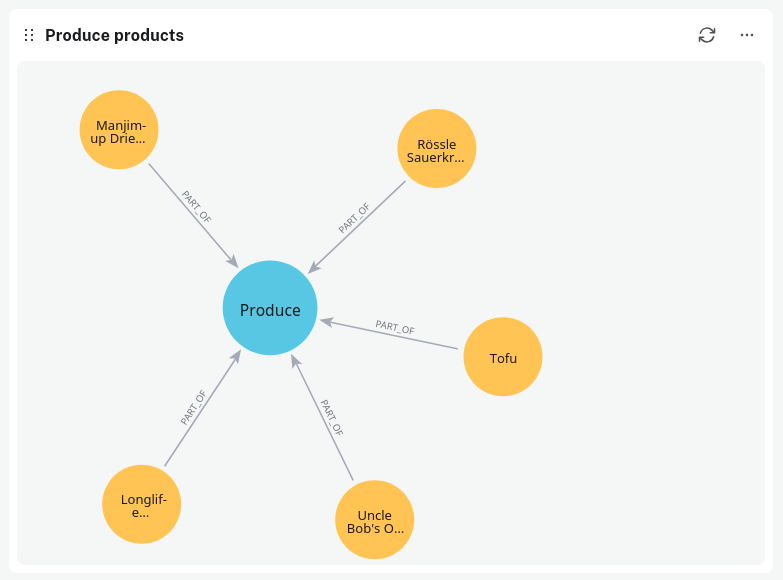 Produce products
Manjim-
up Drie...
Rössle
Sauerkr...
PART_OF
PART_OF
Produce
PART_OF
Tofu
PART_OF
PART_OF
Longlif-
e...
Uncle
Bob's O...